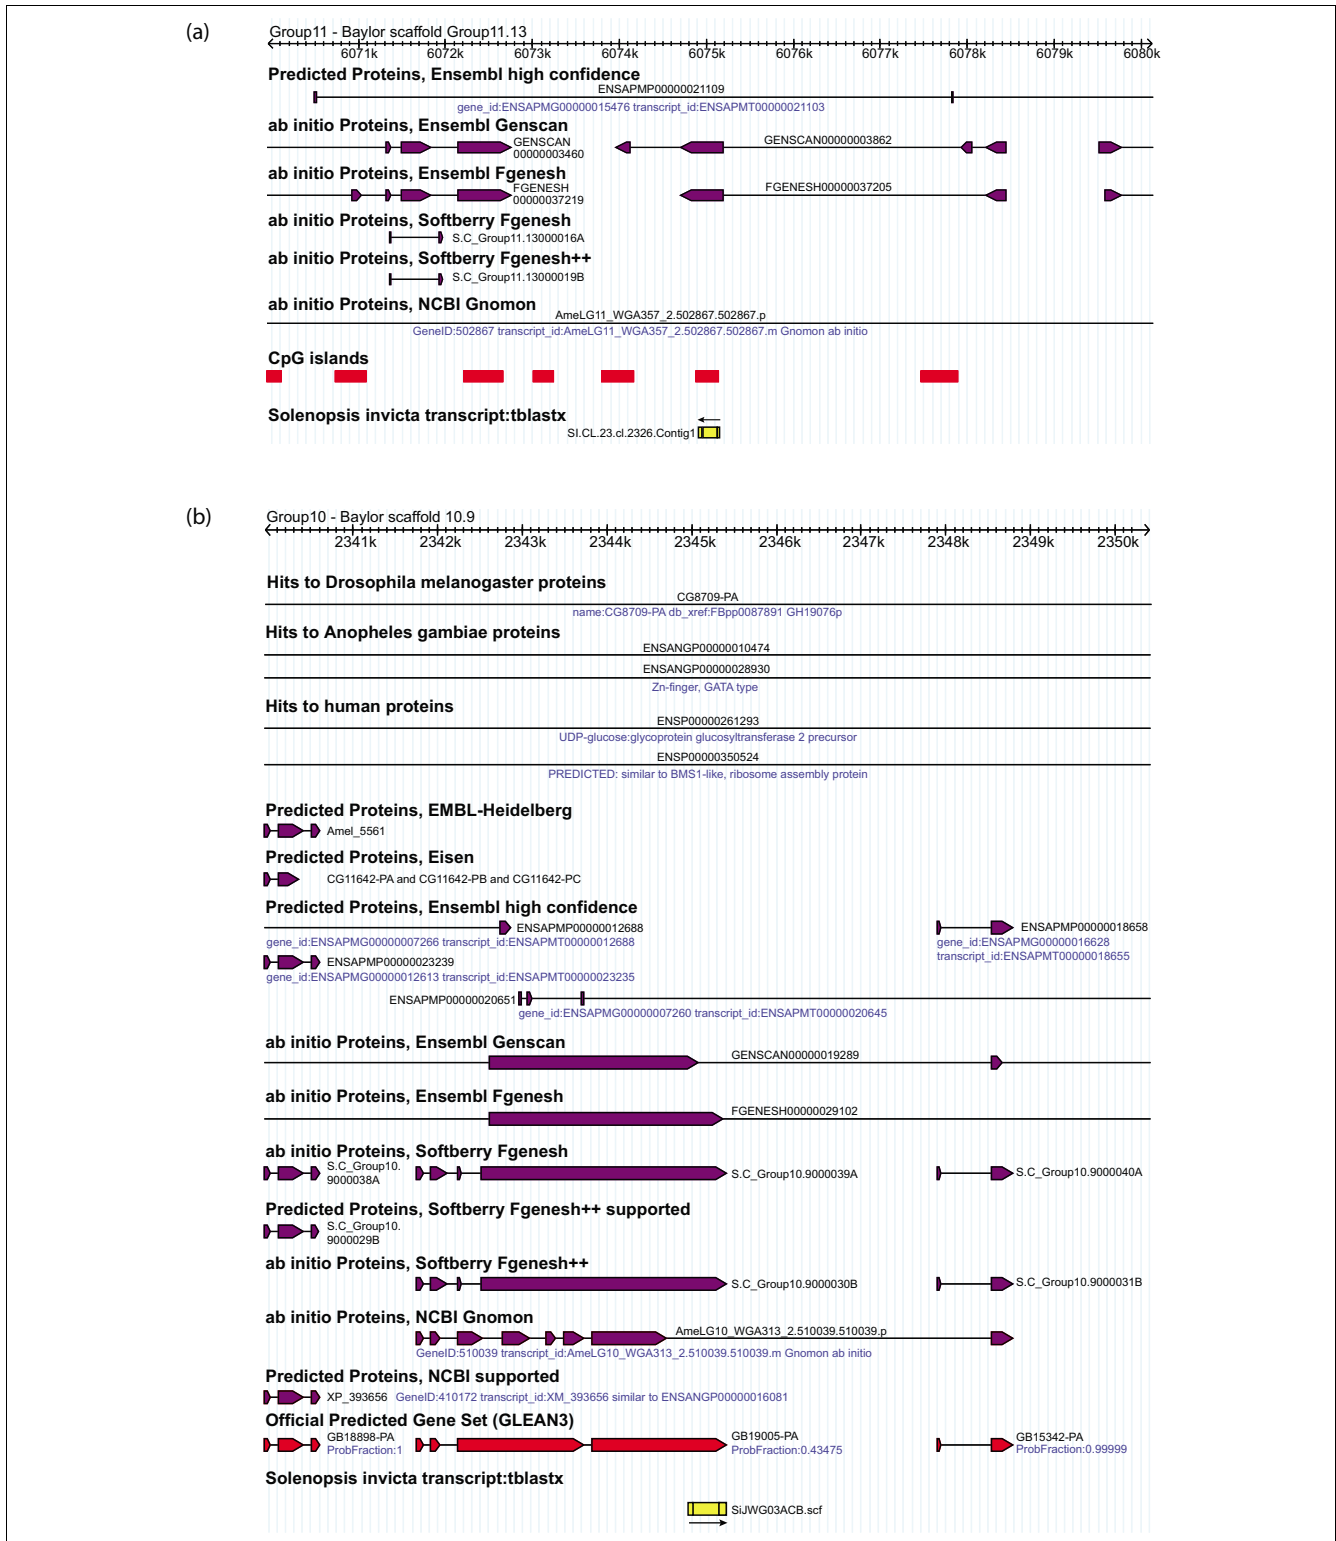 (a)
Group11 - Baylor scaffold Group11.13
6071k 6072k 6073k 6074k 6075k 6076k 6077k 6078k 6079k 6080k
Predicted Proteins, Ensembl high confidence
ENSAPMP00000021109
gene_id:ENSAPMG00000015476 transcript_id:ENSAPMT00000021103
ab initio Proteins, Ensembl Genscan
GENSCAN
00000003460
GENSCAN00000003862
ab initio Proteins, Ensembl Fgenesh
FGENESH
00000037219
FGENESH00000037205
ab initio Proteins, Softberry Fgenesh
S.C_Group11.13000016A
ab initio Proteins, Softberry Fgenesh++
S.C_Group11.13000019B
ab initio Proteins, NCBI Gnomon
AmeLG11_WGA357_2.502867.502867.p
GeneID:502867 transcript_id:AmeLG11_WGA357_2.502867.502867.m Gnomon ab initio
CpG islands
Solenopsis invicta transcript:tblastx
SI.CL.23.cl.2326.Contig1
(b)
Group10 - Baylor scaffold 10.9
2341k 2342k 2343k 2344k 2345k 2346k 2347k 2348k 2349k 2350k
Hits to Drosophila melanogaster proteins
CG8709-PA
name:CG8709-PA db_xref:FBpp0087891 GH19076p
Hits to Anopheles gambiae proteins
ENSANGP00000010474
ENSANGP00000028930
Zn-finger, GATA type
Hits to human proteins
ENSP00000261293
UDP-glucose:glycoprotein glucosyltransferase 2 precursor
ENSP00000350524
PREDICTED: similar to BMS1-like, ribosome assembly protein
Predicted Proteins, EMBL-Heidelberg
Amel_5561
Predicted Proteins, Eisen
CG11642-PA and CG11642-PB and CG11642-PC
Predicted Proteins, Ensembl high confidence
ENSAPMP00000012688
gene_id:ENSAPMG00000007266 transcript_id:ENSAPMT00000012688
ENSAPMP00000018658
gene_id:ENSAPMG00000016628
transcript_id:ENSAPMT00000018655
ENSAPMP00000023239
gene_id:ENSAPMG00000012613 transcript_id:ENSAPMT00000023235
ENSAPMP00000020651
gene_id:ENSAPMG00000007260 transcript_id:ENSAPMT00000020645
ab initio Proteins, Ensembl Genscan
GENSCAN00000019289
ab initio Proteins, Ensembl Fgenesh
FGENESH00000029102
ab initio Proteins, Softberry Fgenesh
S.C_Group10.
9000038A
S.C_Group10.9000039A
S.C_Group10.9000040A
Predicted Proteins, Softberry Fgenesh++ supported
S.C_Group10.
9000029B
ab initio Proteins, Softberry Fgenesh++
S.C_Group10.9000030B
S.C_Group10.9000031B
ab initio Proteins, NCBI Gnomon
AmeLG10_WGA313_2.510039.510039.p
GeneID:510039 transcript_id:AmeLG10_WGA313_2.510039.510039.m Gnomon ab initio
Predicted Proteins, NCBI supported
XP_393656 GeneID:410172 transcript_id:XM_393656 similar to ENSANGP00000016081
Official Predicted Gene Set (GLEAN3)
GB18898-PA
ProbFraction:1
GB19005-PA
ProbFraction:0.43475
GB15342-PA
ProbFraction:0.99999
Solenopsis invicta transcript:tblastx
SiJWG03ACB.scf